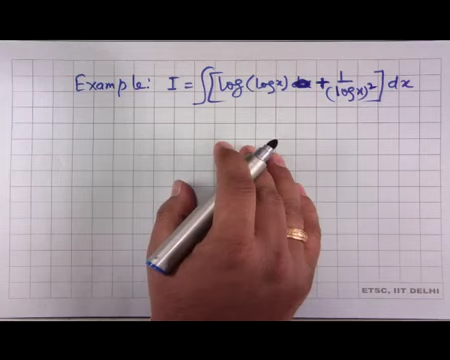 Example: I = ∫[log(logx) + 1/(logx)²] dx
ETSC, IIT DELHI